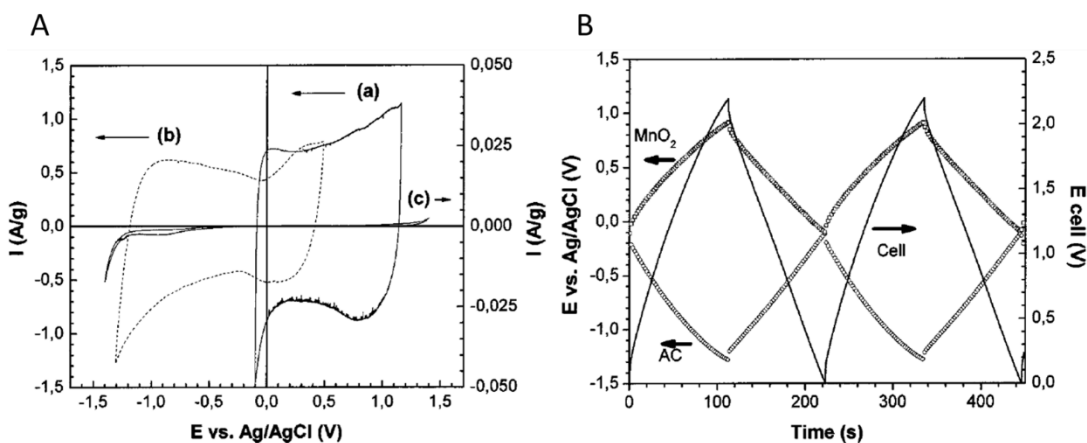 A
B
1,5
1,0
0,5
0,0
-0,5
-1,0
-1,5
I (A/g)
(b)
(a)
(c)
0,050
0,025
0,000
-0,025
-0,050
I (A/g)
-1,5 -1,0 -0,5 0,0 0,5 1,0 1,5
E vs. Ag/AgCl (V)
1,5
1,0
0,5
0,0
-0,5
-1,0
-1,5
E vs. Ag/AgCl (V)
MnO₂
Cell
AC
2,5
2,0
1,5
1,0
0,5
0,0
E cell (V)
0 100 200 300 400
Time (s)